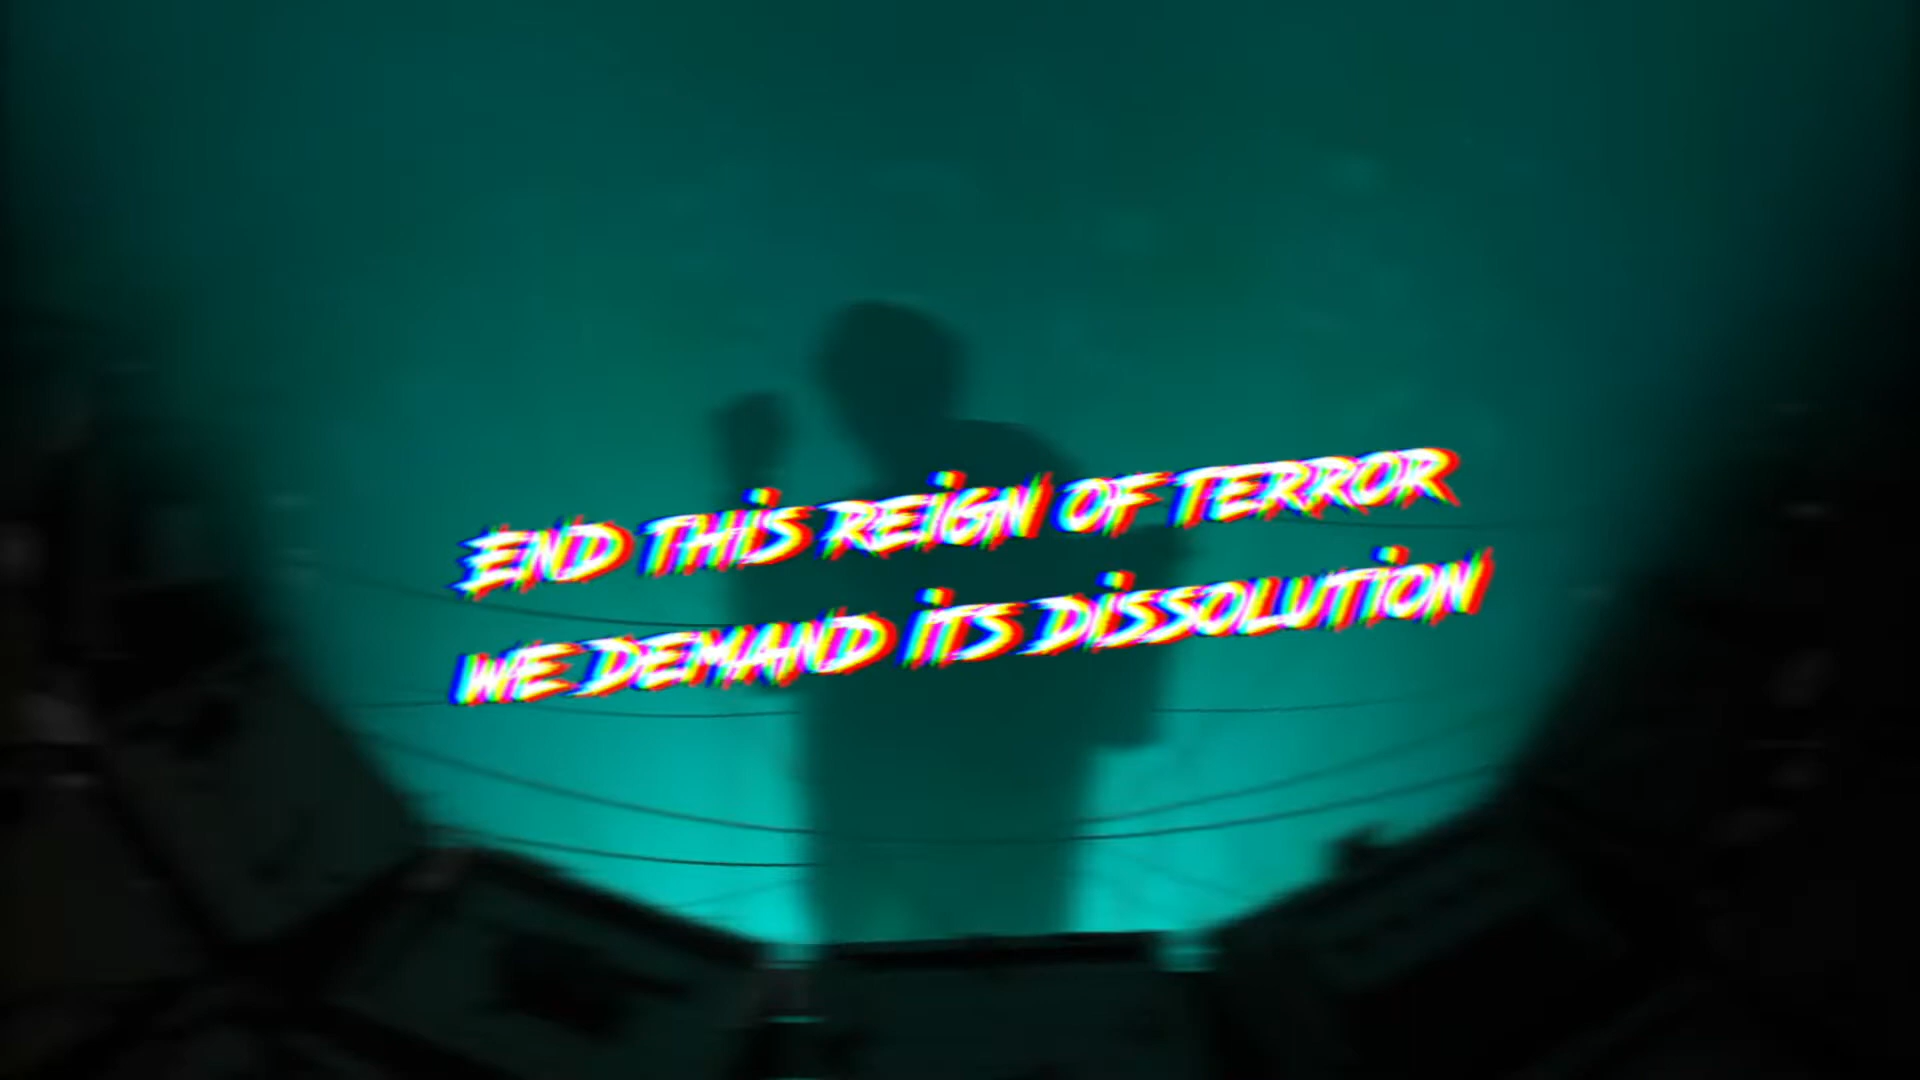 END THIS REIGN OF TERROR
WE DEMAND ITS DISSOLUTION